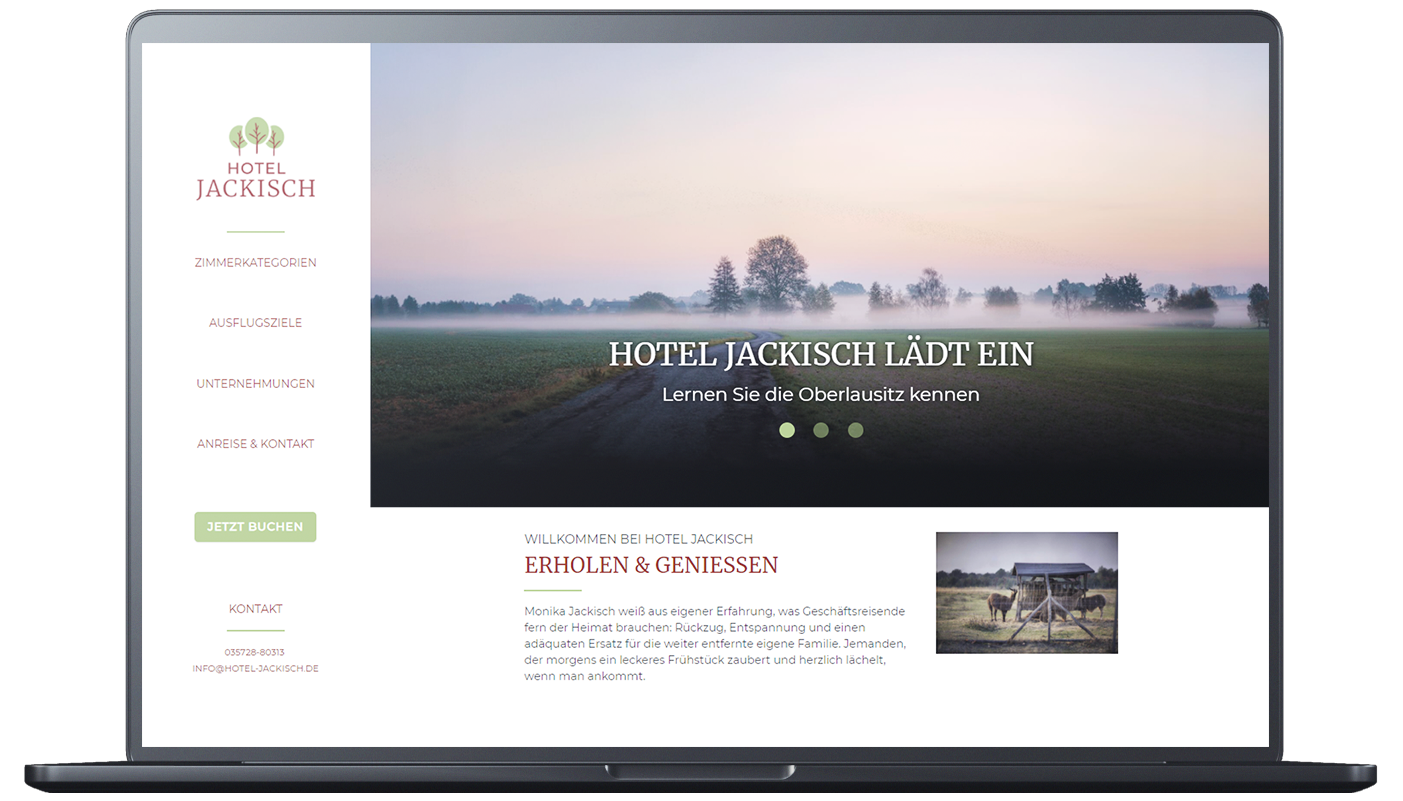 HOTEL
JACKISCH
ZIMMERKATEGORIEN
AUSFLUGSZIELE
UNTERNEHMUNGEN
ANREISE & KONTAKT
JETZT BUCHEN
KONTAKT
035728-80313
INFO@HOTEL-JACKISCH.DE
HOTEL JACKISCH LÄDT EIN
Lernen Sie die Oberlausitz kennen
WILLKOMMEN BEI HOTEL JACKISCH
ERHOLEN & GENIESSEN
Monika Jackisch weiß aus eigener Erfahrung, was Geschäftsreisende
fern der Heimat brauchen: Rückzug, Entspannung und einen
adäquaten Ersatz für die weiter entfernte eigene Familie. Jemanden,
der morgens ein leckeres Frühstück zaubert und herzlich lächelt,
wenn man ankommt.